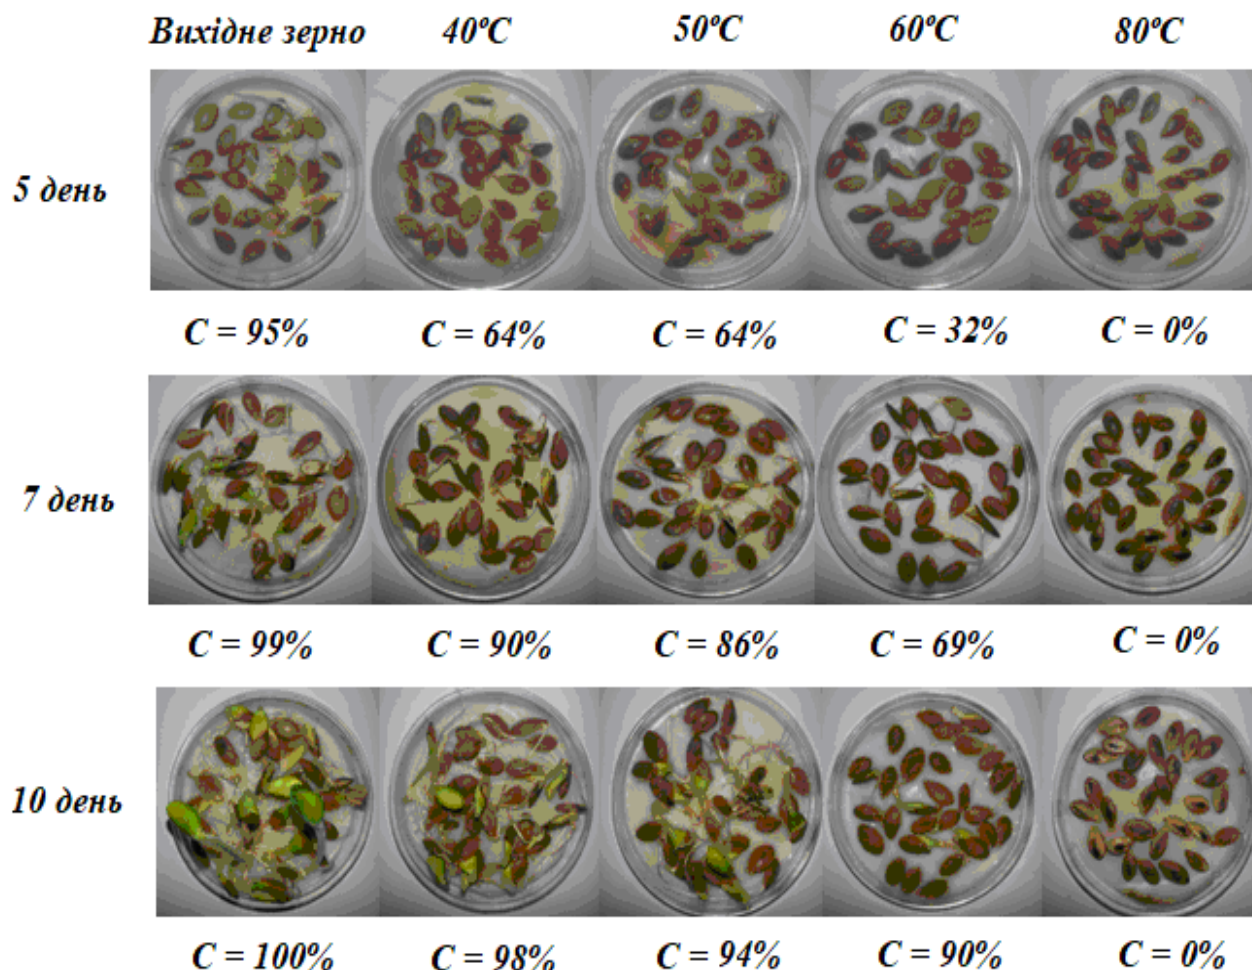 Вихідне зерно 40ºC 50ºC 60ºC 80ºC
5 день
C = 95% C = 64% C = 64% C = 32% C = 0%
7 день
C = 99% C = 90% C = 86% C = 69% C = 0%
10 день
C = 100% C = 98% C = 94% C = 90% C = 0%